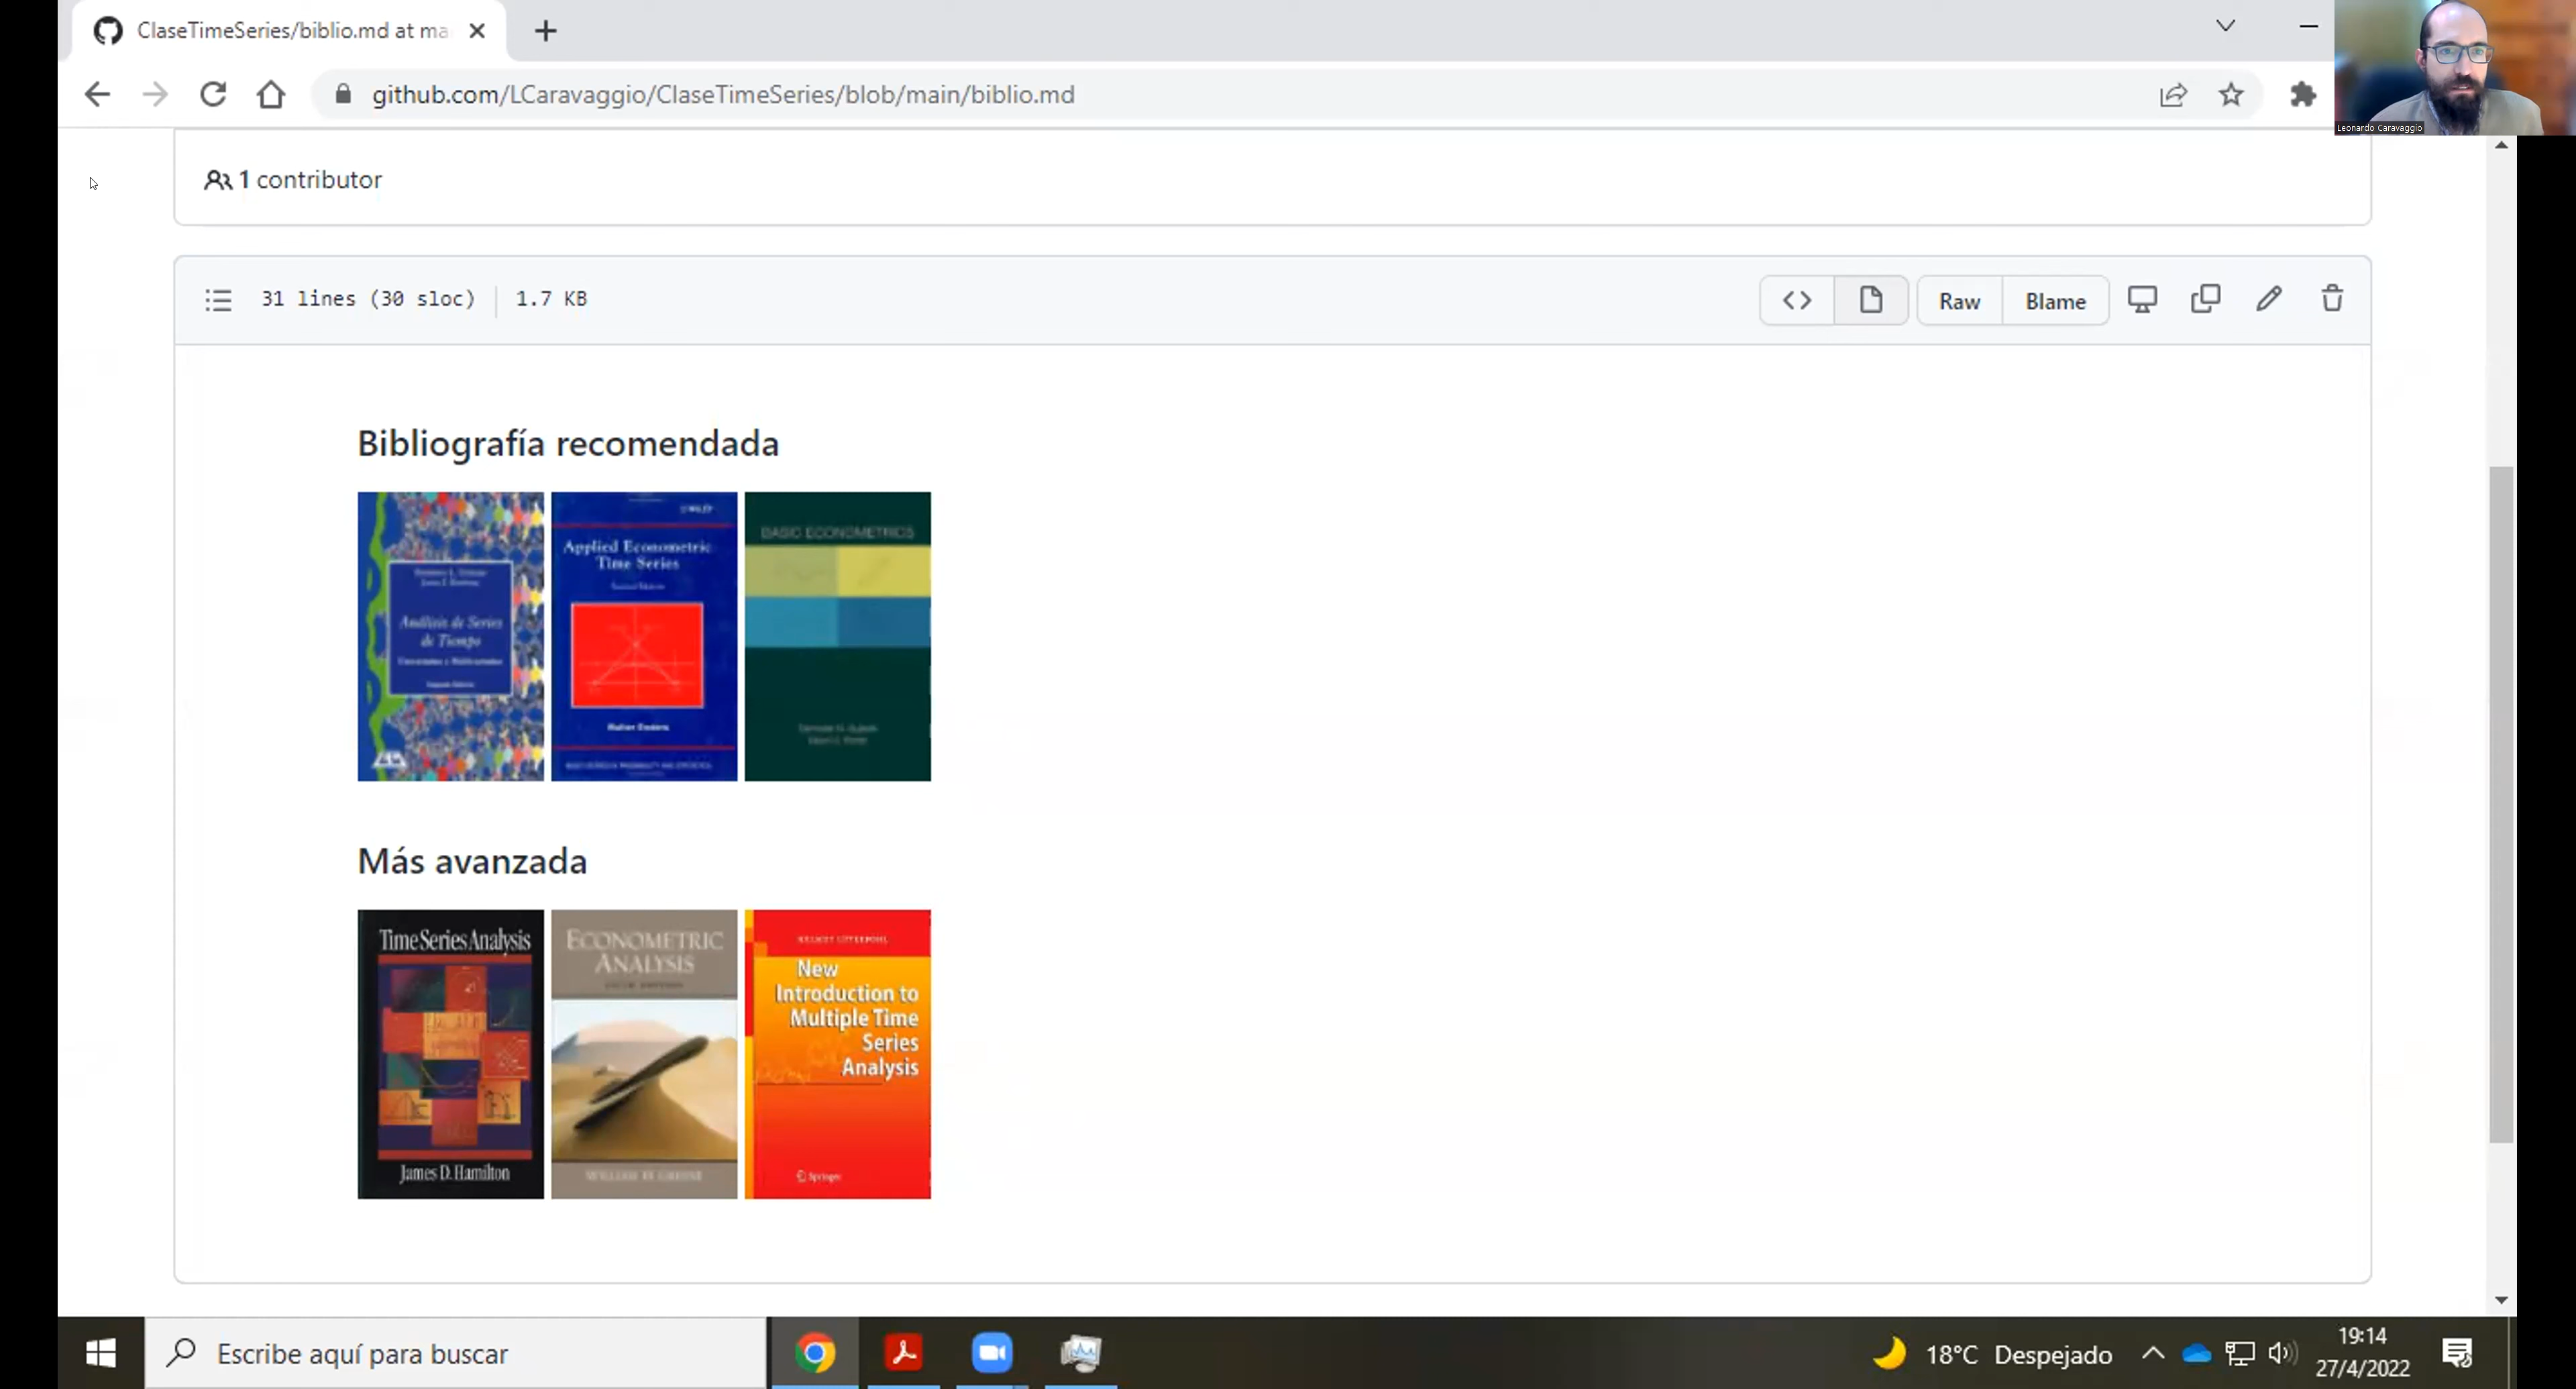 ClaseTimeSeries/biblio.md at ma
github.com/LCaravaggio/ClaseTimeSeries/blob/main/biblio.md
Leonardo Caravaggio
1 contributor
31 lines (30 sloc)
1.7 KB
Raw
Blame
Bibliografía recomendada
Análisis de Series
de Tiempo
WILEY
Applied Econometric
Time Series
Walter Enders
BASIC ECONOMETRICS
Más avanzada
Time Series Analysis
James D. Hamilton
ECONOMETRIC
ANALYSIS
WILLIAM H. GREENE
New
Introduction to
Multiple Time
Series
Analysis
Springer
Escribe aquí para buscar
18°C Despejado
19:14
27/4/2022